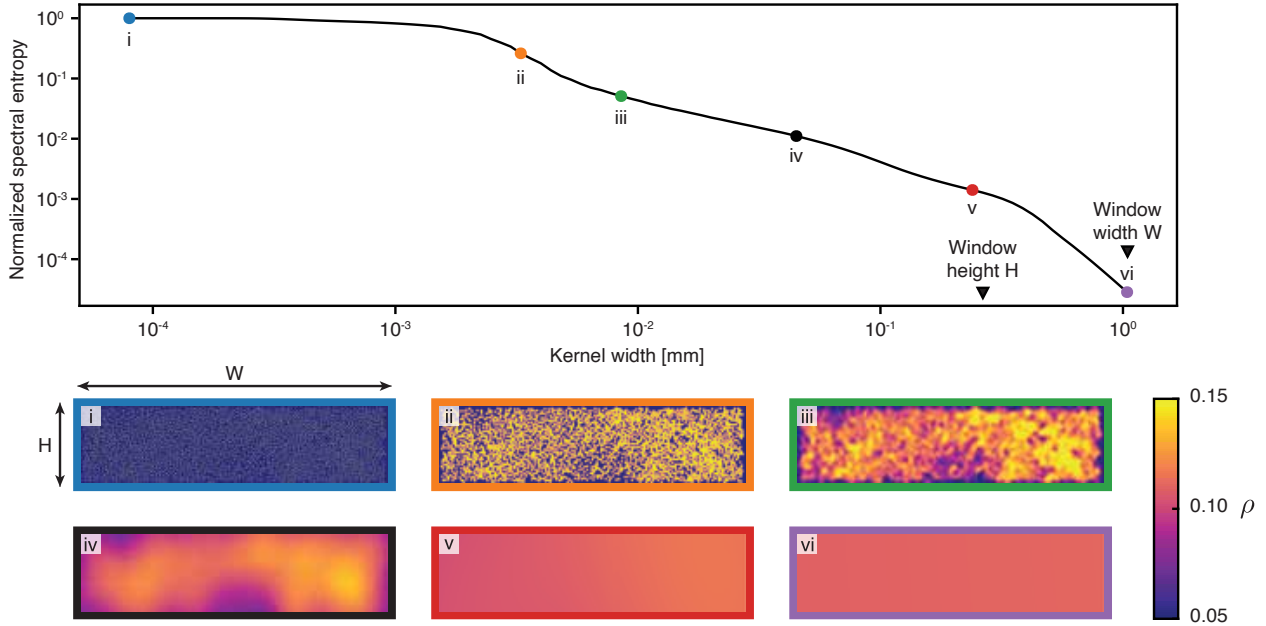 Normalized spectral entropy
10⁰
10⁻¹
10⁻²
10⁻³
10⁻⁴
i
ii
iii
iv
v
vi
Window
height H
Window
width W
10⁻⁴
10⁻³
10⁻²
10⁻¹
10⁰
Kernel width [mm]
W
H
i
ii
iii
iv
v
vi
0.15
0.10
0.05
ρ